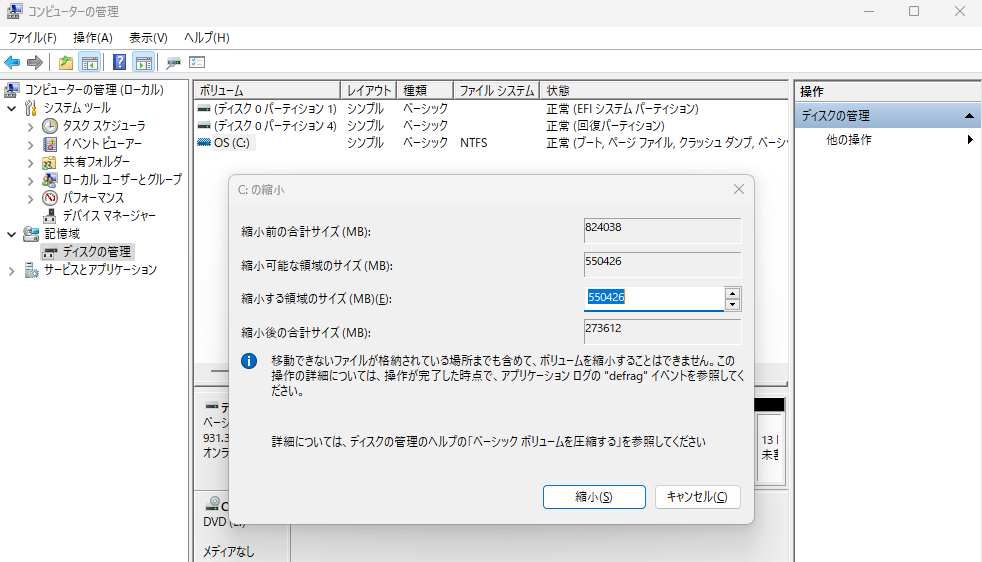 コンピューターの管理
ファイル(F) 操作(A) 表示(V) ヘルプ(H)
コンピューターの管理 (ローカル)
システム ツール
タスク スケジューラ
イベント ビューアー
共有フォルダー
ローカル ユーザーとグループ
パフォーマンス
デバイス マネージャー
記憶域
ディスクの管理
サービスとアプリケーション
ボリューム レイアウト 種類 ファイル システム 状態
(ディスク 0 パーティション 1) シンプル ベーシック 正常 (EFI システム パーティション)
(ディスク 0 パーティション 4) シンプル ベーシック 正常 (回復パーティション)
OS (C:) シンプル ベーシック NTFS 正常 (ブート, ページ ファイル, クラッシュ ダンプ, ベーシ
操作
ディスクの管理
他の操作
C: の縮小
縮小前の合計サイズ (MB): 824038
縮小可能な領域のサイズ (MB): 550426
縮小する領域のサイズ (MB)(E): 550426
縮小後の合計サイズ (MB): 273612
移動できないファイルが格納されている場所までも含めて、ボリュームを縮小することはできません。この
操作の詳細については、操作が完了した時点で、アプリケーション ログの "defrag" イベントを参照してく
ださい。
詳細については、ディスクの管理のヘルプの「ベーシック ボリュームを圧縮する」を参照してください
縮小(S) キャンセル(C)
ベーシ
931.3
オンラ
13
未割
DVD
メディアなし